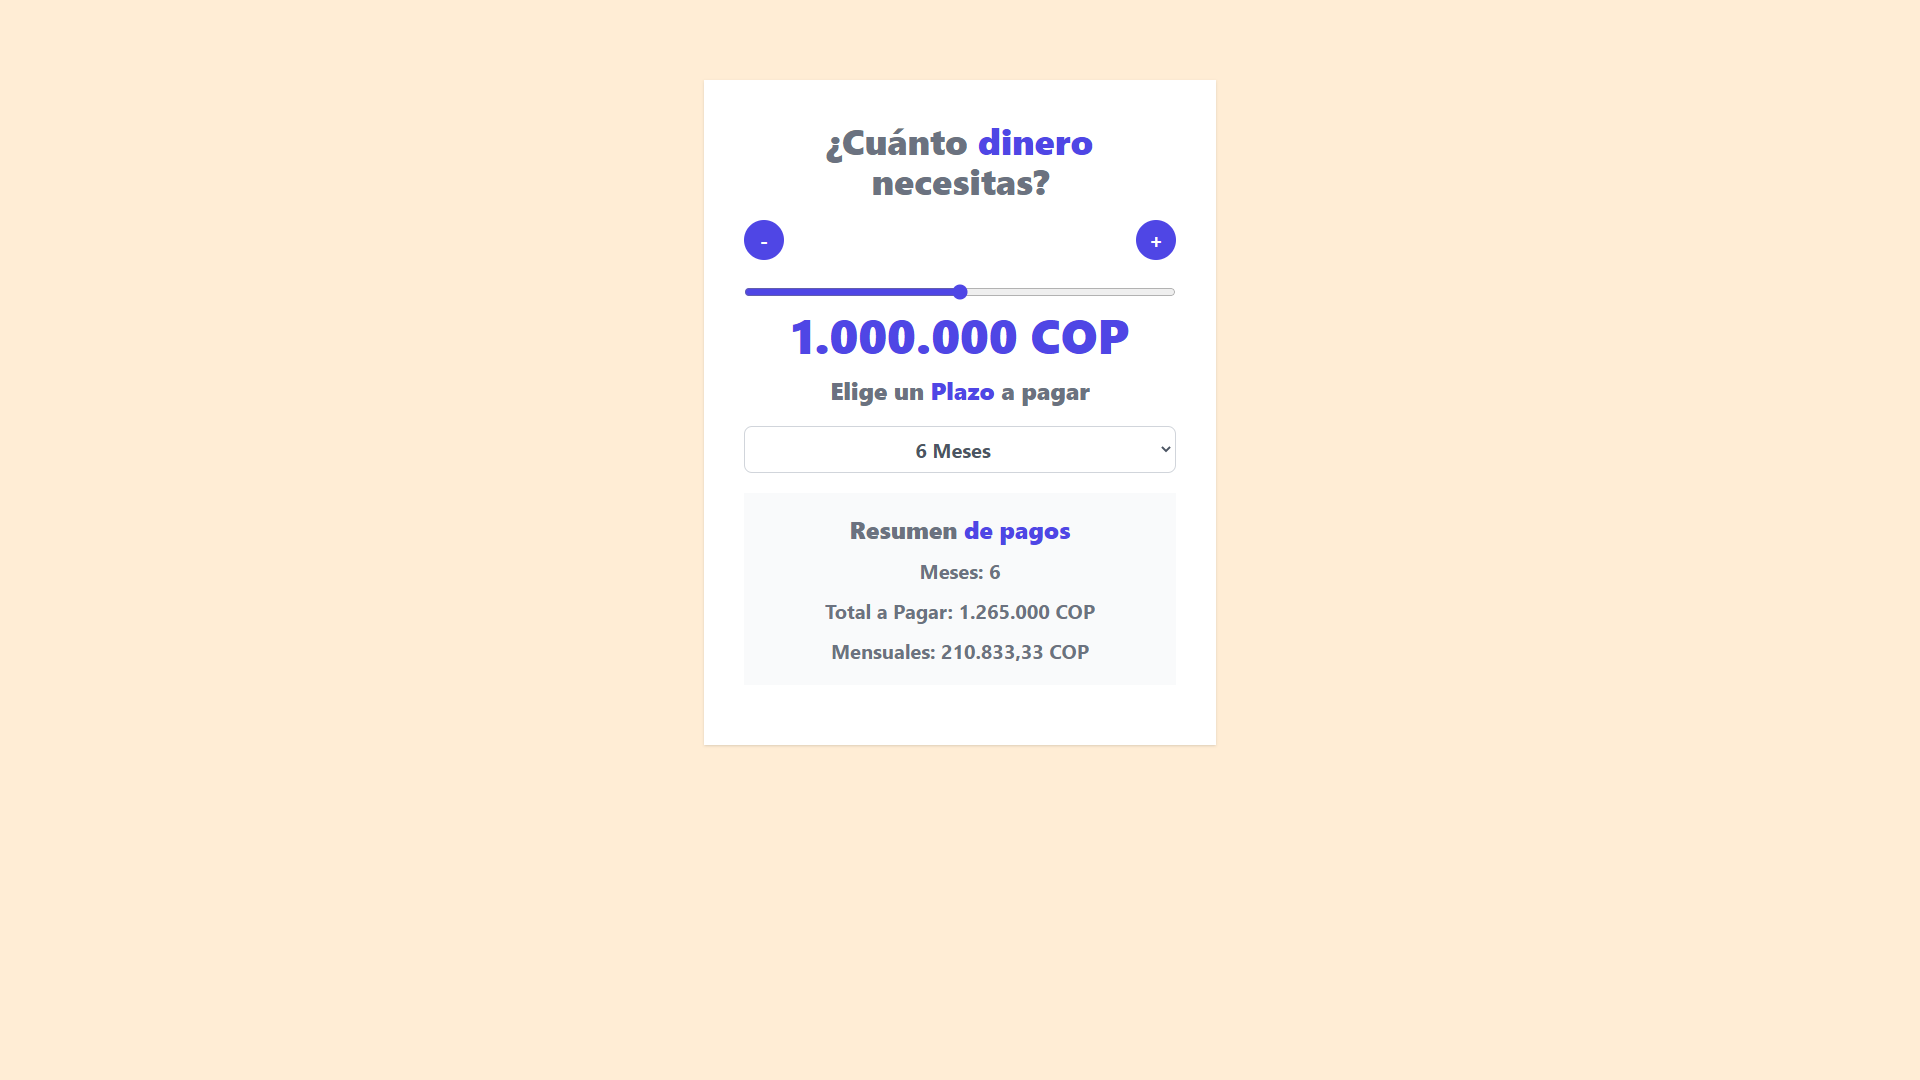 ¿Cuánto dinero
necesitas?
- +
1.000.000 COP
Elige un Plazo a pagar
6 Meses
Resumen de pagos
Meses: 6
Total a Pagar: 1.265.000 COP
Mensuales: 210.833,33 COP